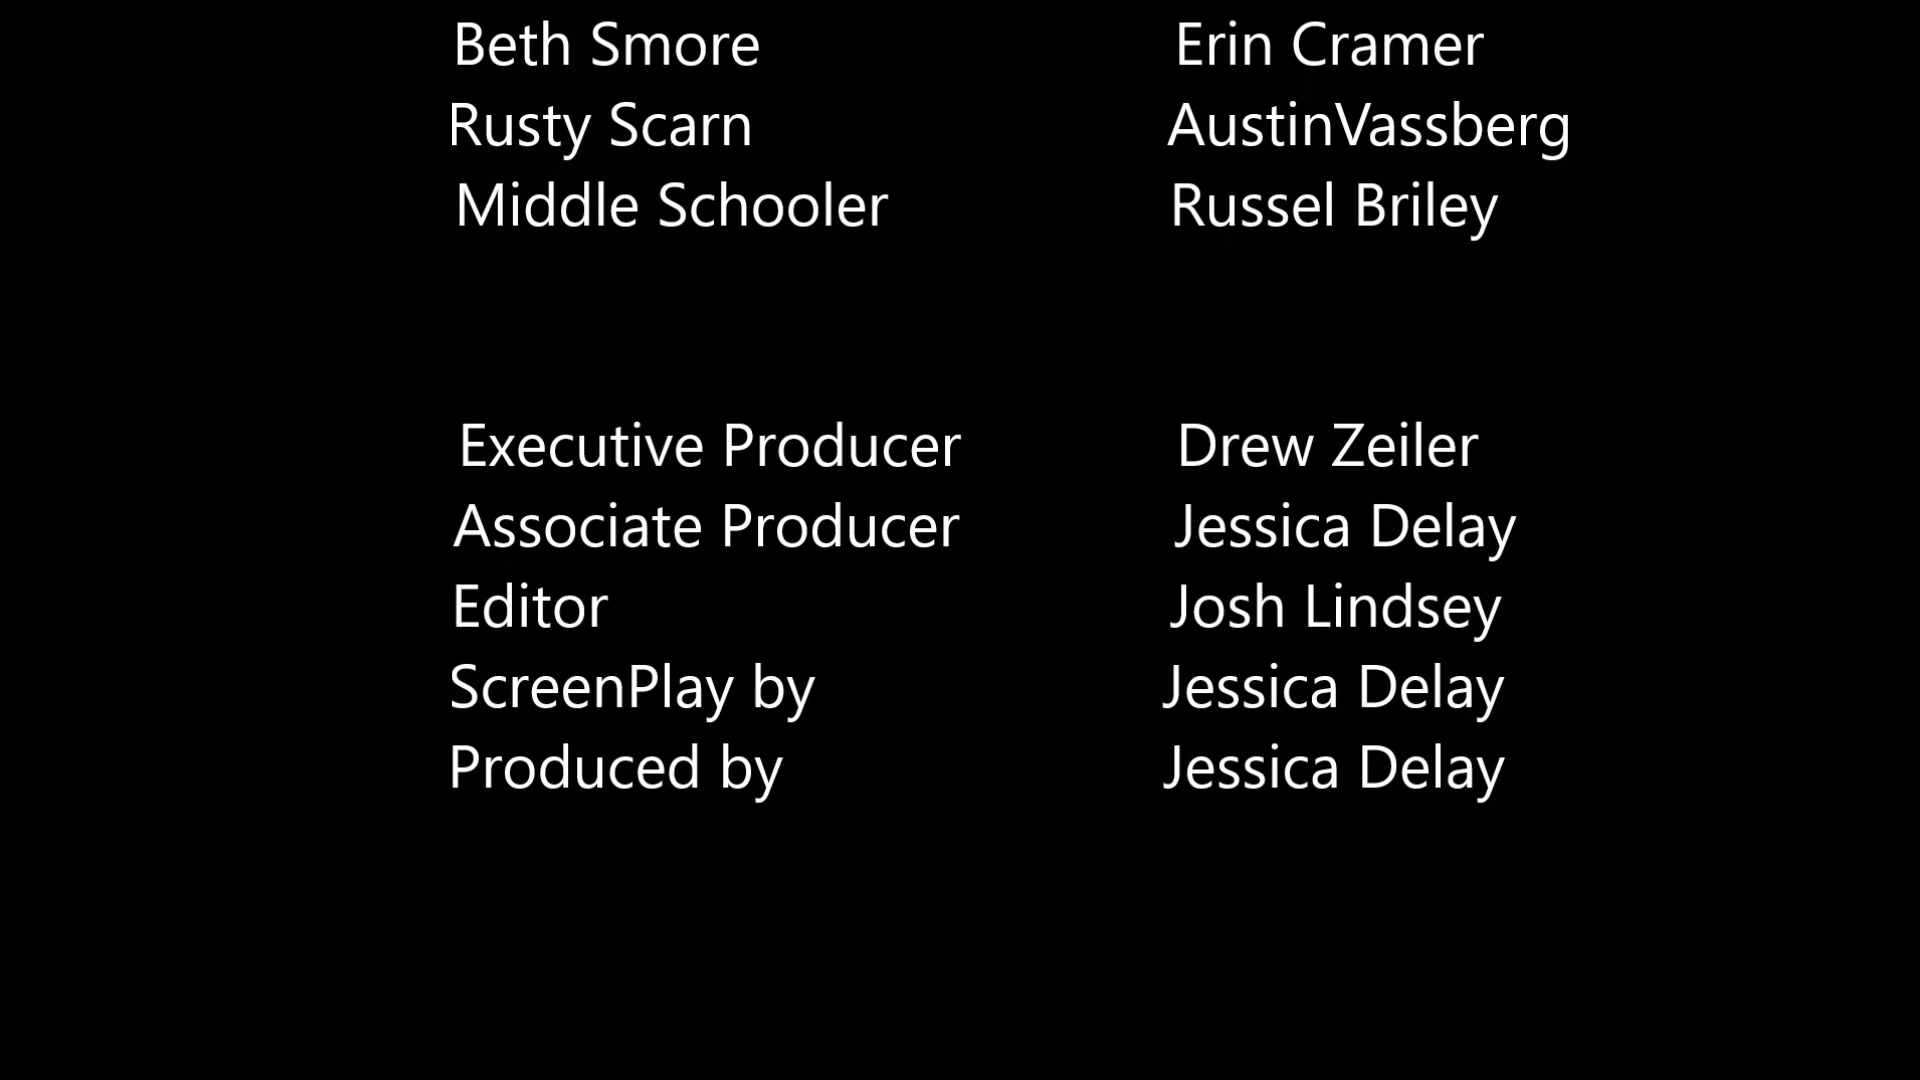 Beth Smore Erin Cramer
Rusty Scarn AustinVassberg
Middle Schooler Russel Briley
Executive Producer Drew Zeiler
Associate Producer Jessica Delay
Editor Josh Lindsey
ScreenPlay by Jessica Delay
Produced by Jessica Delay